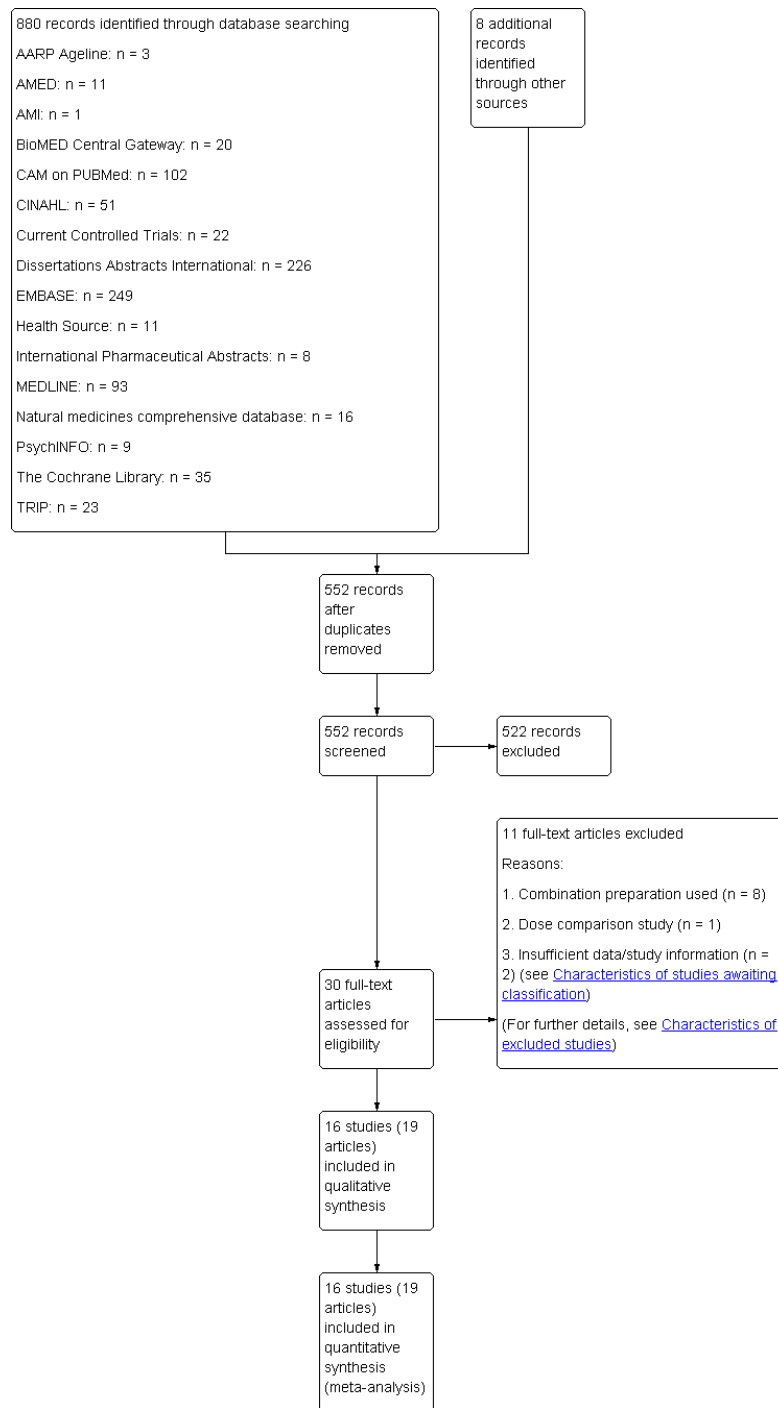 880 records identified through database searching
AARP Ageline: n = 3
AMED: n = 11
AMI: n = 1
BioMED Central Gateway: n = 20
CAM on PUBMed: n = 102
CINAHL: n = 51
Current Controlled Trials: n = 22
Dissertations Abstracts International: n = 226
EMBASE: n = 249
Health Source: n = 11
International Pharmaceutical Abstracts: n = 8
MEDLINE: n = 93
Natural medicines comprehensive database: n = 16
PsychINFO: n = 9
The Cochrane Library: n = 35
TRIP: n = 23
8 additional
records
identified
through other
sources
552 records
after
duplicates
removed
552 records
screened
522 records
excluded
11 full-text articles excluded
Reasons:
1. Combination preparation used (n = 8)
2. Dose comparison study (n = 1)
3. Insufficient data/study information (n =
2) (see Characteristics of studies awaiting
classification)
(For further details, see Characteristics of
excluded studies)
30 full-text
articles
assessed for
eligibility
16 studies (19
articles)
included in
qualitative
synthesis
16 studies (19
articles)
included in
quantitative
synthesis
(meta-analysis)